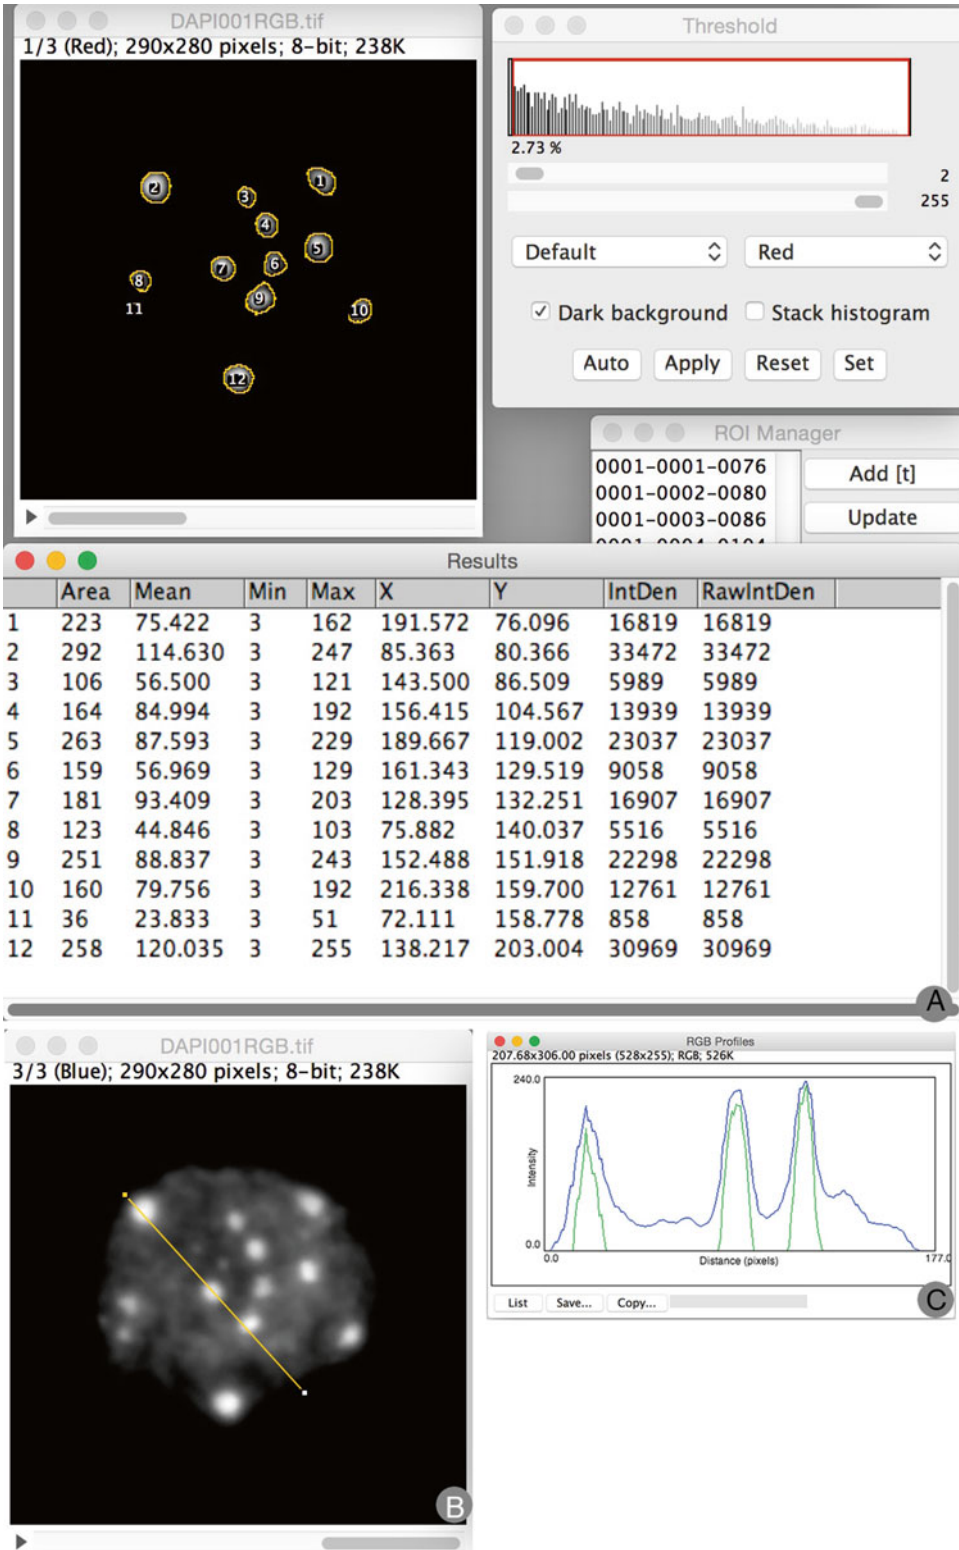 DAPI001RGB.tif
1/3 (Red); 290x280 pixels; 8-bit; 238K
1
2
3
4
5
6
7
8
9
10
11
12
Threshold
2.73 %
2
255
Default Red
Dark background Stack histogram
Auto Apply Reset Set
ROI Manager
0001-0001-0076
0001-0002-0080
0001-0003-0086
Add [t]
Update
Results
Area Mean Min Max X Y IntDen RawIntDen
1 223 75.422 3 162 191.572 76.096 16819 16819
2 292 114.630 3 247 85.363 80.366 33472 33472
3 106 56.500 3 121 143.500 86.509 5989 5989
4 164 84.994 3 192 156.415 104.567 13939 13939
5 263 87.593 3 229 189.667 119.002 23037 23037
6 159 56.969 3 129 161.343 129.519 9058 9058
7 181 93.409 3 203 128.395 132.251 16907 16907
8 123 44.846 3 103 75.882 140.037 5516 5516
9 251 88.837 3 243 152.488 151.918 22298 22298
10 160 79.756 3 192 216.338 159.700 12761 12761
11 36 23.833 3 51 72.111 158.778 858 858
12 258 120.035 3 255 138.217 203.004 30969 30969
A
DAPI001RGB.tif
3/3 (Blue); 290x280 pixels; 8-bit; 238K
B
RGB Profiles
207.68x306.00 pixels (528x255); RGB; 526K
240.0
Intensity
0.0
0.0
Distance (pixels)
177.0
List Save... Copy...
C